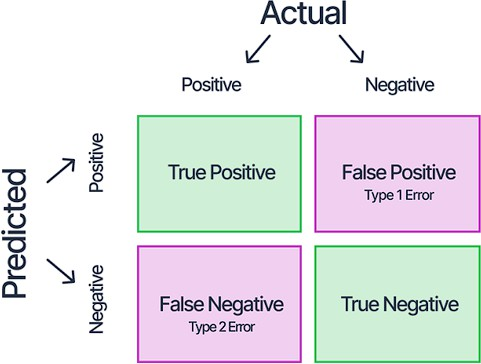 Actual
Positive
Negative
Predicted
Positive
True Positive
False Positive
Type 1 Error
Negative
False Negative
Type 2 Error
True Negative